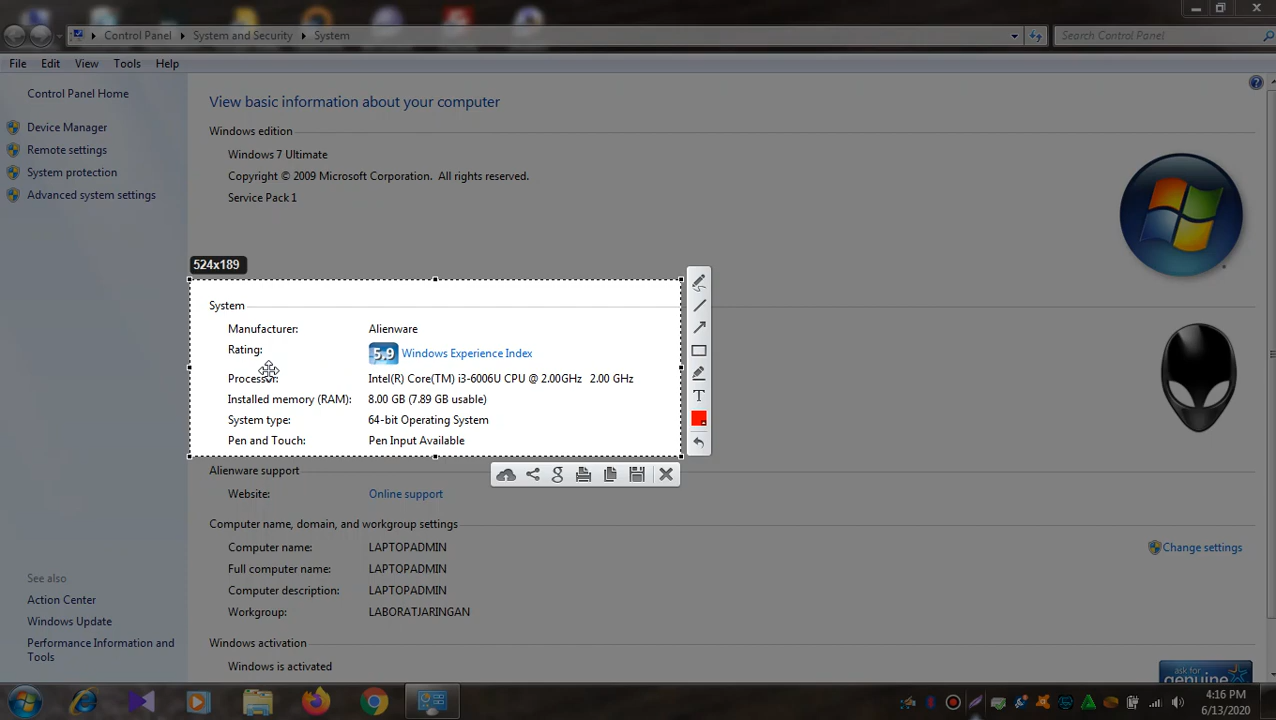 Control Panel
System and Security
System
Search Control Panel
File Edit View Tools Help
Control Panel Home
Device Manager
Remote settings
System protection
Advanced system settings
See also
Action Center
Windows Update
Performance Information and
Tools
View basic information about your computer
Windows edition
Windows 7 Ultimate
Copyright © 2009 Microsoft Corporation. All rights reserved.
Service Pack 1
524x189
System
Manufacturer: Alienware
Rating: 5.9 Windows Experience Index
Processor: Intel(R) Core(TM) i3-6006U CPU @ 2.00GHz 2.00 GHz
Installed memory (RAM): 8.00 GB (7.89 GB usable)
System type: 64-bit Operating System
Pen and Touch: Pen Input Available
T
g
Alienware support
Website: Online support
Computer name, domain, and workgroup settings
Computer name: LAPTOPADMIN
Change settings
Full computer name: LAPTOPADMIN
Computer description: LAPTOPADMIN
Workgroup: LABORATJARINGAN
Windows activation
Windows is activated
ask for
genuine
4:16 PM
6/13/2020